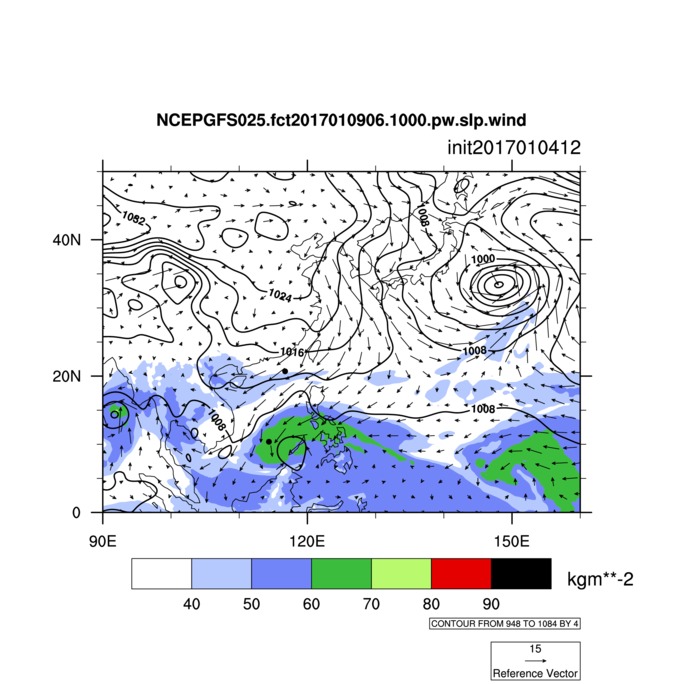 NCEPGFS025.fct2017010906.1000.pw.slp.wind
init2017010412
1032
1008
40N
1000
1024
1016
1008
20N
1008
1008
0
90E 120E 150E
40 50 60 70 80 90
kgm**-2
CONTOUR FROM 948 TO 1084 BY 4
15
Reference Vector